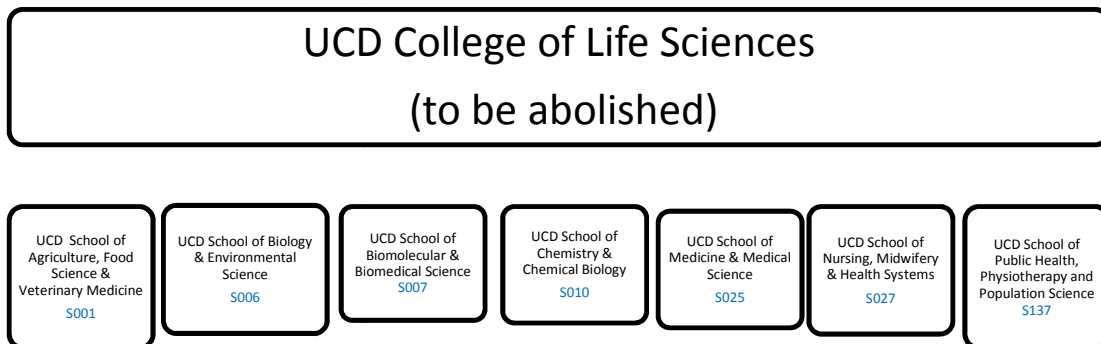 UCD College of Life Sciences
(to be abolished)
UCD School of
Agriculture, Food
Science &
Veterinary Medicine
S001
UCD School of Biology
& Environmental
Science
S006
UCD School of
Biomolecular &
Biomedical Science
S007
UCD School of
Chemistry &
Chemical Biology
S010
UCD School of
Medicine & Medical
Science
S025
UCD School of
Nursing, Midwifery
& Health Systems
S027
UCD School of
Public Health,
Physiotherapy and
Population Science
S137